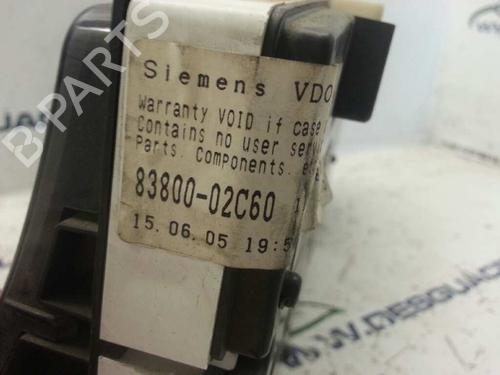 Siemens VDO
Warranty VOID if case
Contains no user
Parts. Components.
83800-02C60
15.06.05 19:5
B-PARTS